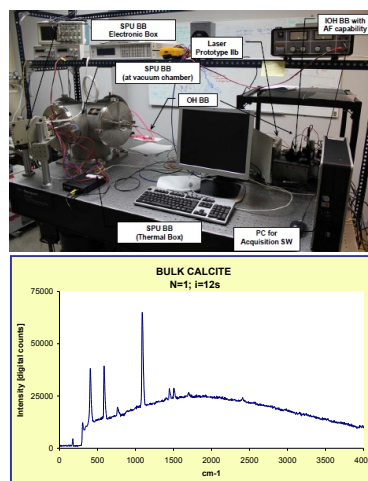 SPU BB
Electronic Box
SPU BB
(at vacuum chamber)
Laser
Prototype IIb
IOH BB with
AF capability
OH BB
SPU BB
(Thermal Box)
PC for
Acquisition SW
BULK CALCITE
N=1; i=12s
Intensity [digital counts]
75000
50000
25000
0
0
500
1000
1500
2000
2500
3000
3500
4000
cm-1